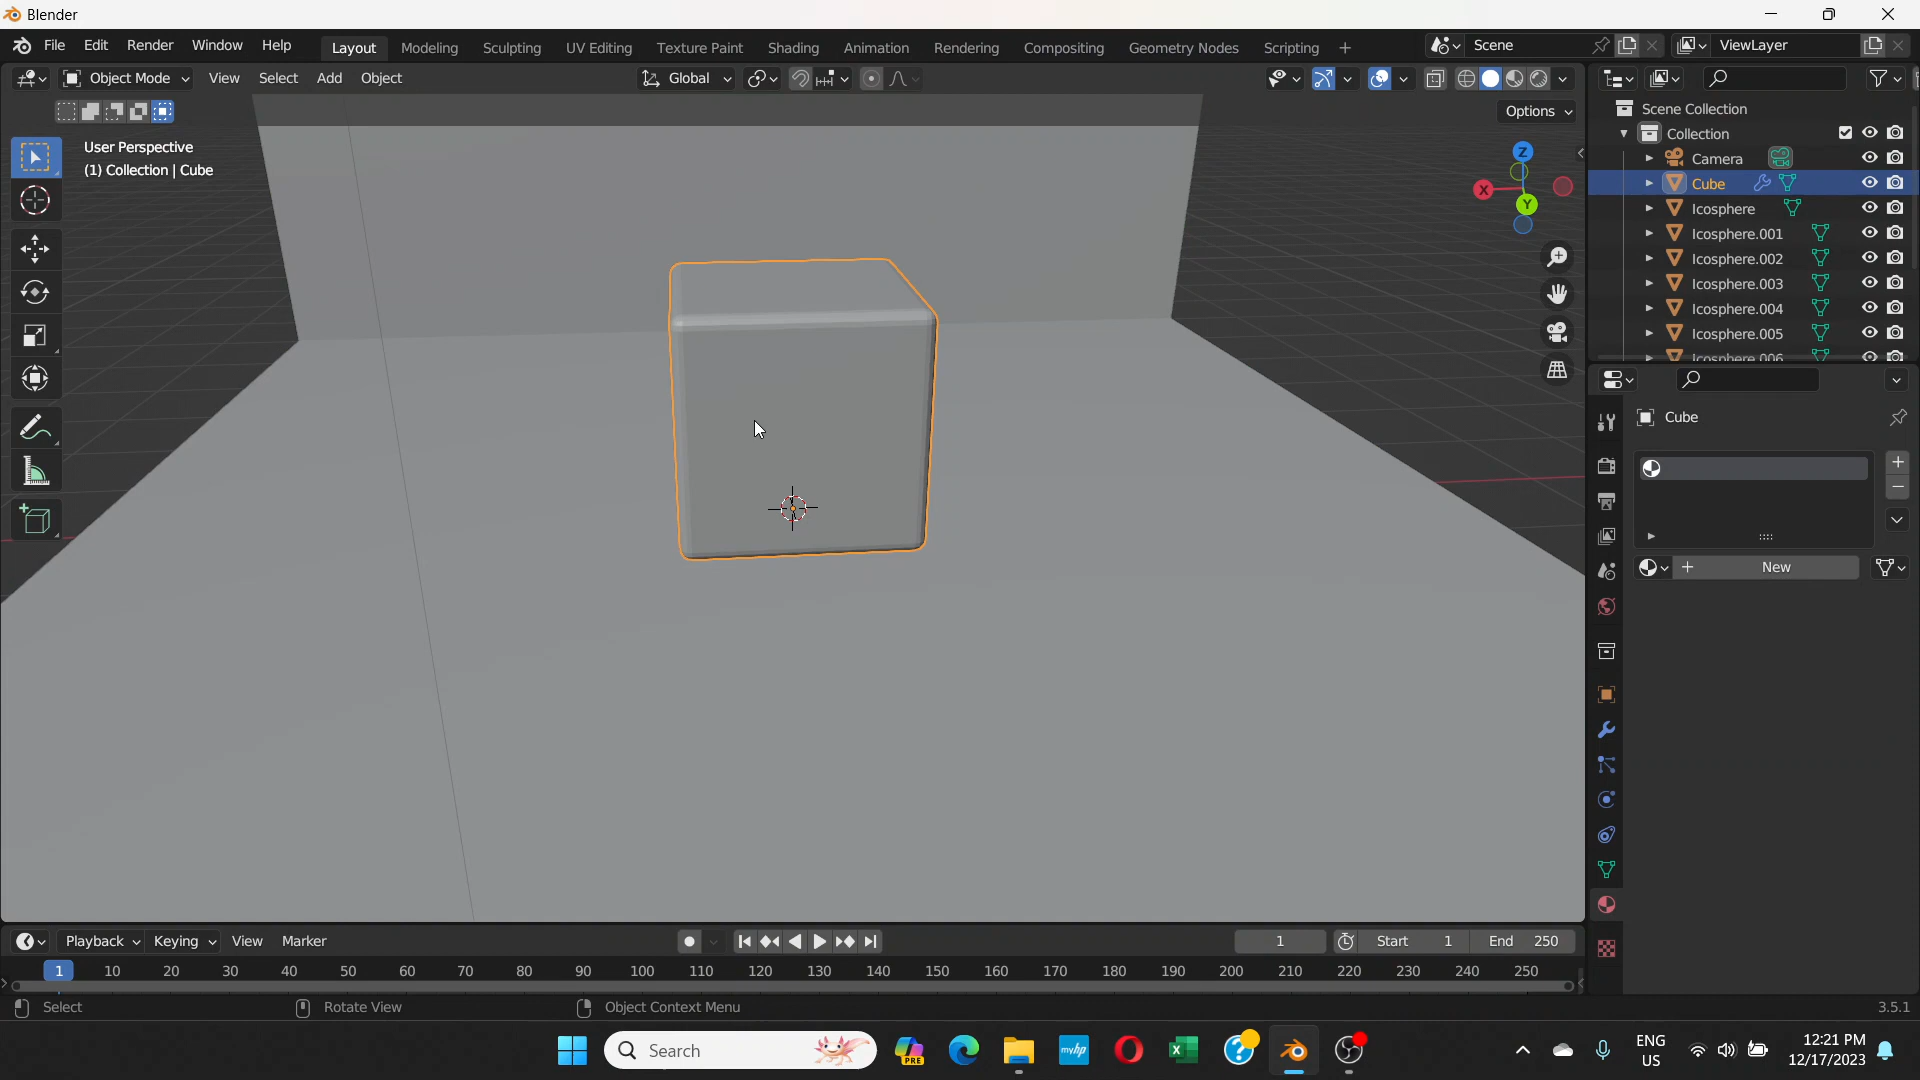 Blender
File Edit Render Window Help Layout Modeling Sculpting UV Editing Texture Paint Shading Animation Rendering Compositing Geometry Nodes Scripting + Scene ViewLayer
Object Mode View Select Add Object Global
Options
User Perspective
(1) Collection | Cube
Z
X
Y
Scene Collection
Collection
Camera
Cube
Icosphere
Icosphere.001
Icosphere.002
Icosphere.003
Icosphere.004
Icosphere.005
Icosphere.006
Cube
+ New
Playback Keying View Marker 1 Start 1 End 250
1 10 20 30 40 50 60 70 80 90 100 110 120 130 140 150 160 170 180 190 200 210 220 230 240 250
Select Rotate View Object Context Menu 3.5.1
Search PRE myhp ENG US 12:21 PM 12/17/2023